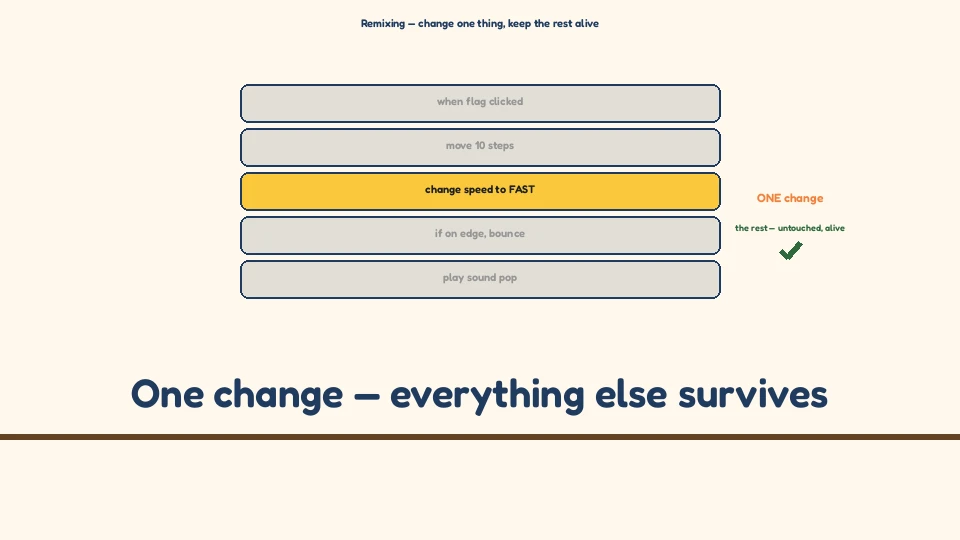 Remixing — change one thing, keep the rest alive
when flag clicked
move 10 steps
change speed to FAST
ONE change
the rest — untouched, alive
if on edge, bounce
play sound pop
One change — everything else survives